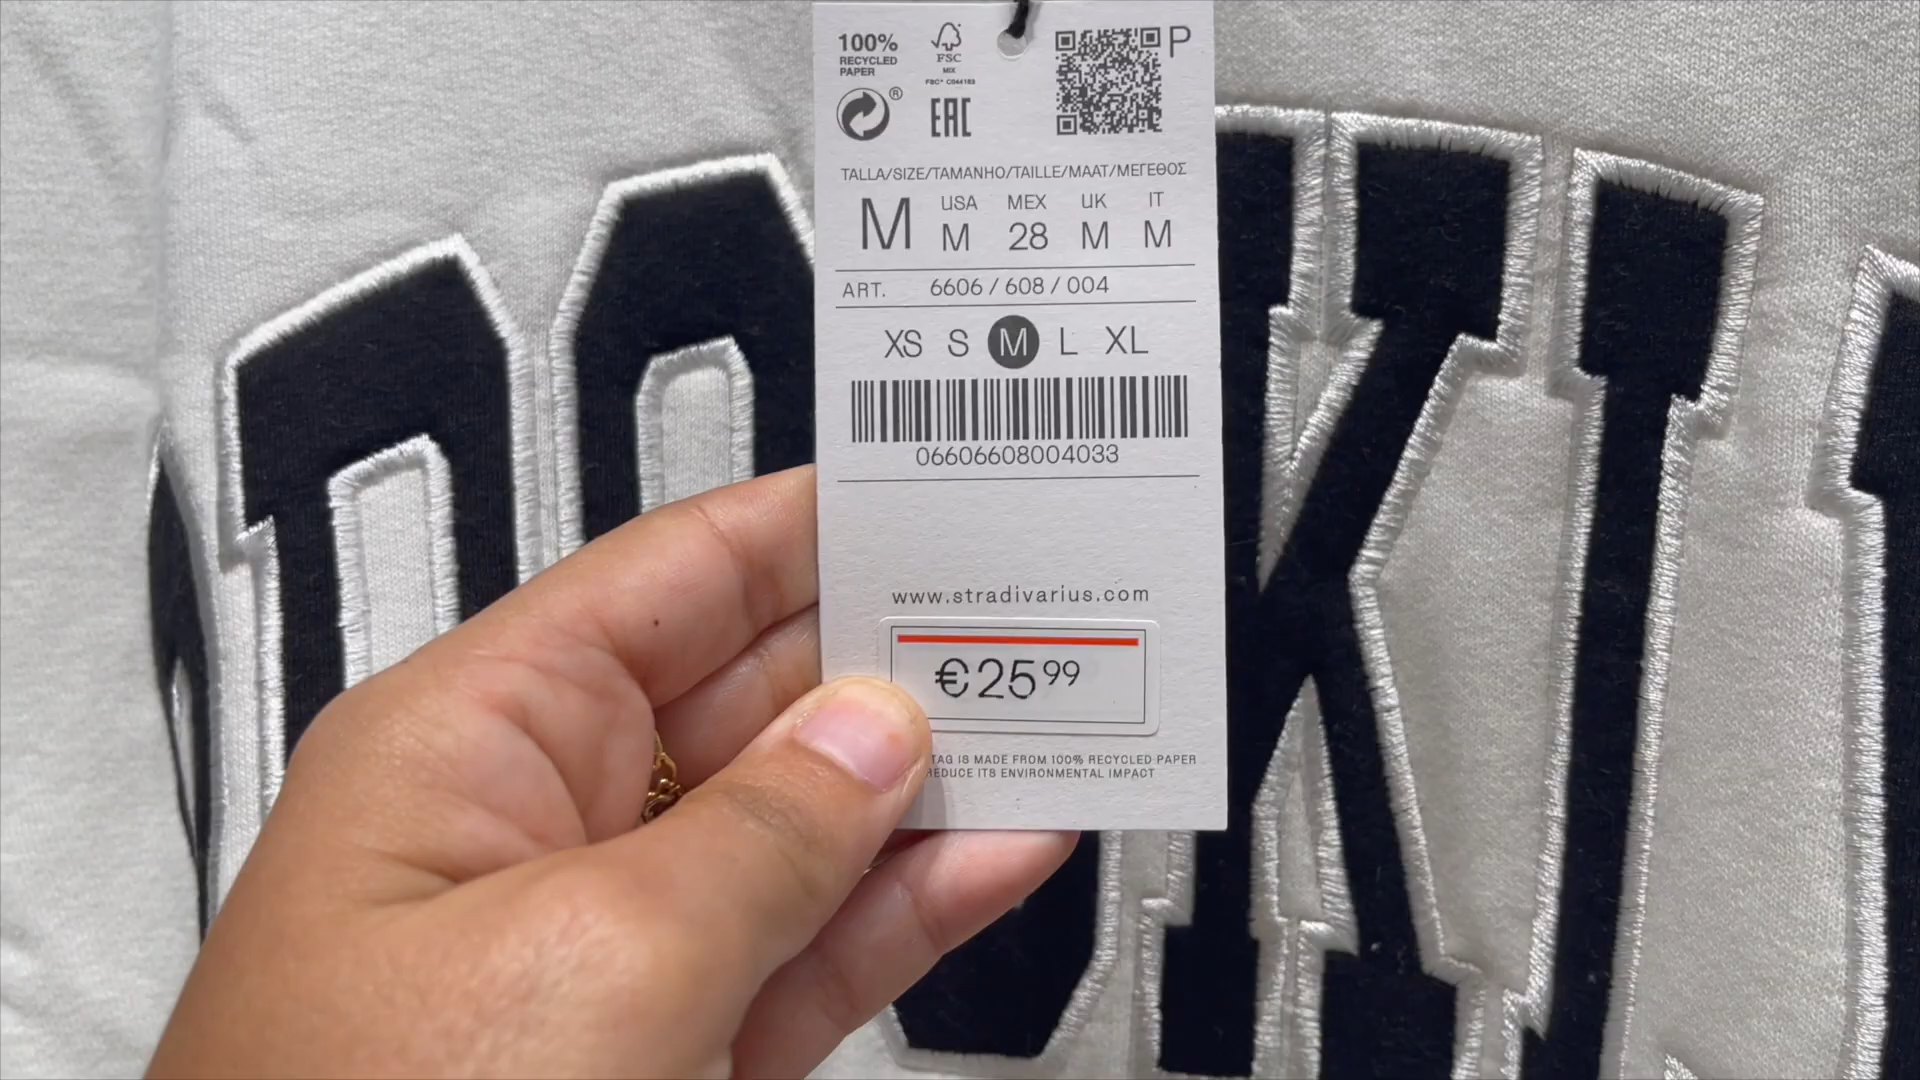 100%
RECYCLED
PAPER
FSC
MIX
FSC® C044183
®
EAC
P
TALLA/SIZE/TAMANHO/TAILLE/MAAT/ΜΕΓΕΘΟΣ
M
USA MEX UK IT
M 28 M M
ART. 6606 / 608 / 004
XS S M L XL
06606608004033
www.stradivarius.com
€25 99
TAG IS MADE FROM 100% RECYCLED PAPER
REDUCE ITS ENVIRONMENTAL IMPACT